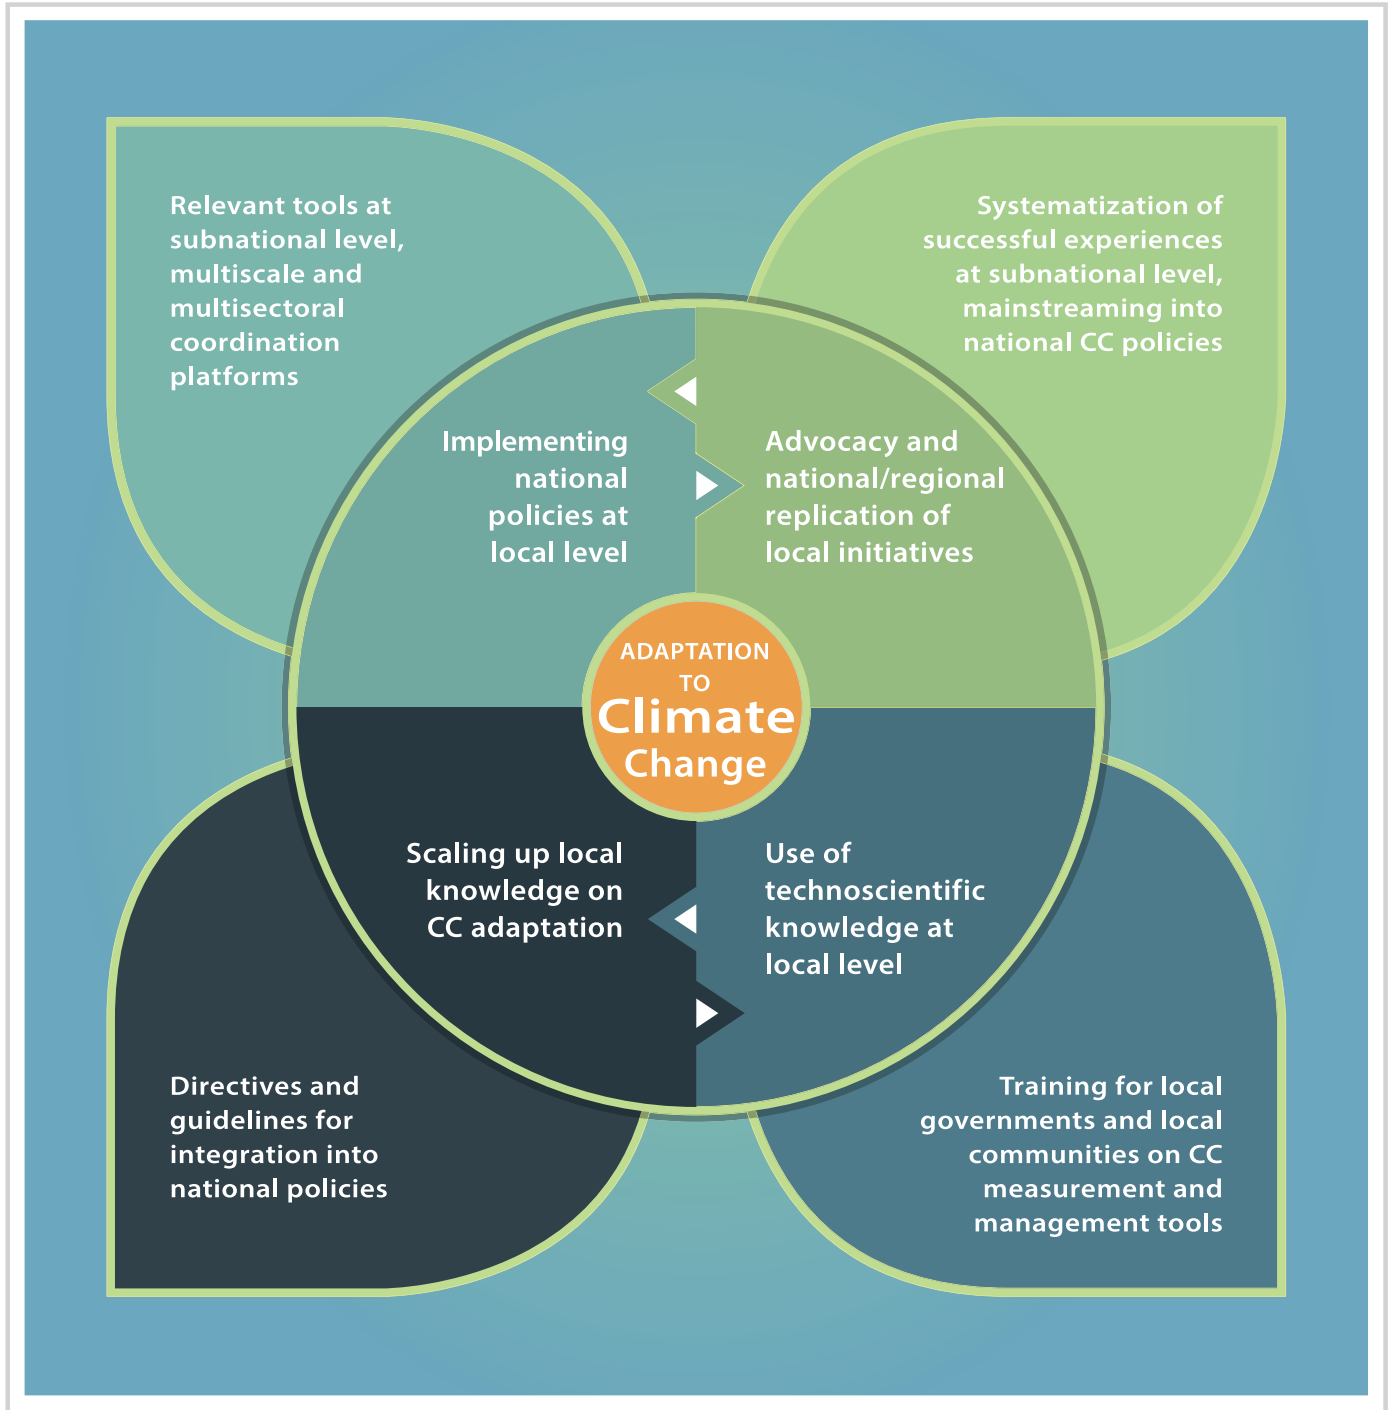 Relevant tools at
subnational level,
multiscale and
multisectoral
coordination
platforms
Systematization of
successful experiences
at subnational level,
mainstreaming into
national CC policies
Implementing
national
policies at
local level
Advocacy and
national/regional
replication of
local initiatives
ADAPTATION
TO
Climate
Change
Scaling up local
knowledge on
CC adaptation
Use of
technoscientific
knowledge at
local level
Directives and
guidelines for
integration into
national policies
Training for local
governments and local
communities on CC
measurement and
management tools